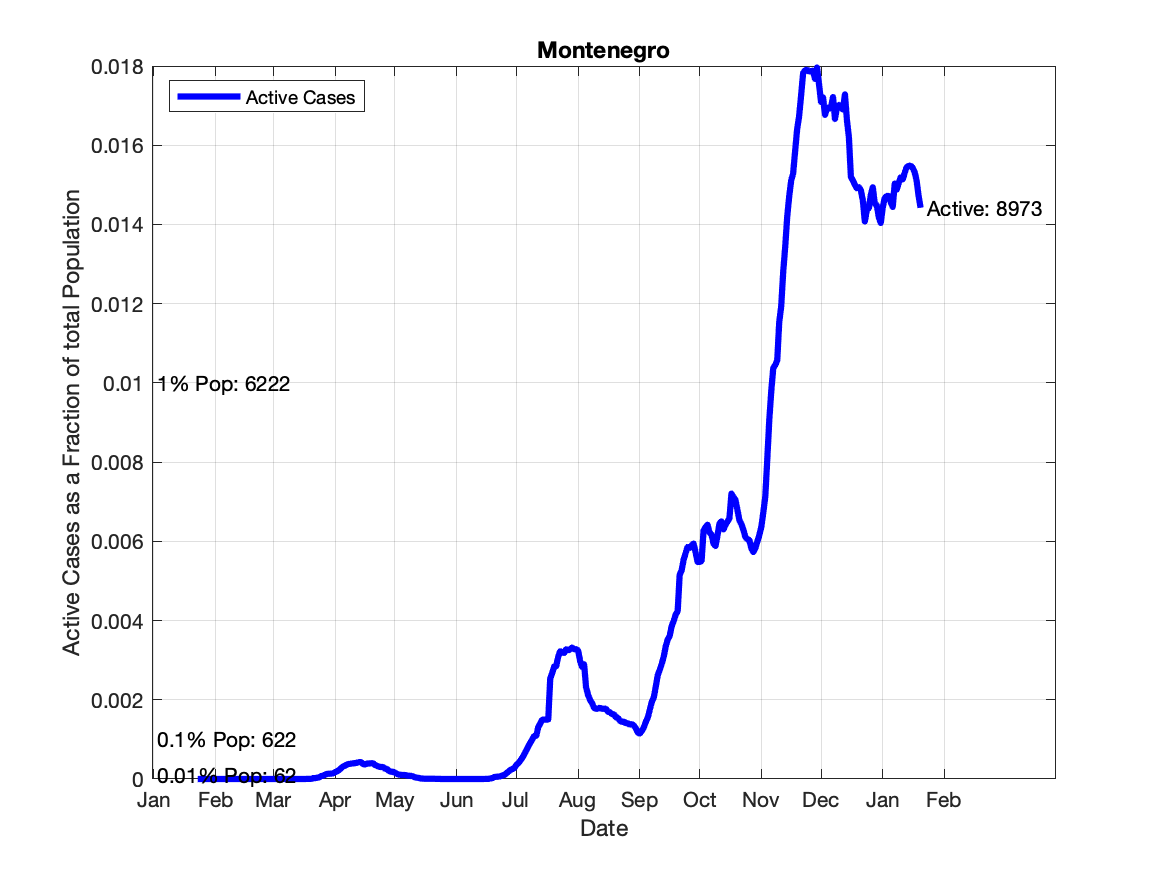 Montenegro
Active Cases
Active Cases as a Fraction of total Population
0.018
0.016
0.014
0.012
0.01
0.008
0.006
0.004
0.002
0
Active: 8973
1% Pop: 6222
0.1% Pop: 622
0.01% Pop: 62
Jan Feb Mar Apr May Jun Jul Aug Sep Oct Nov Dec Jan Feb
Date